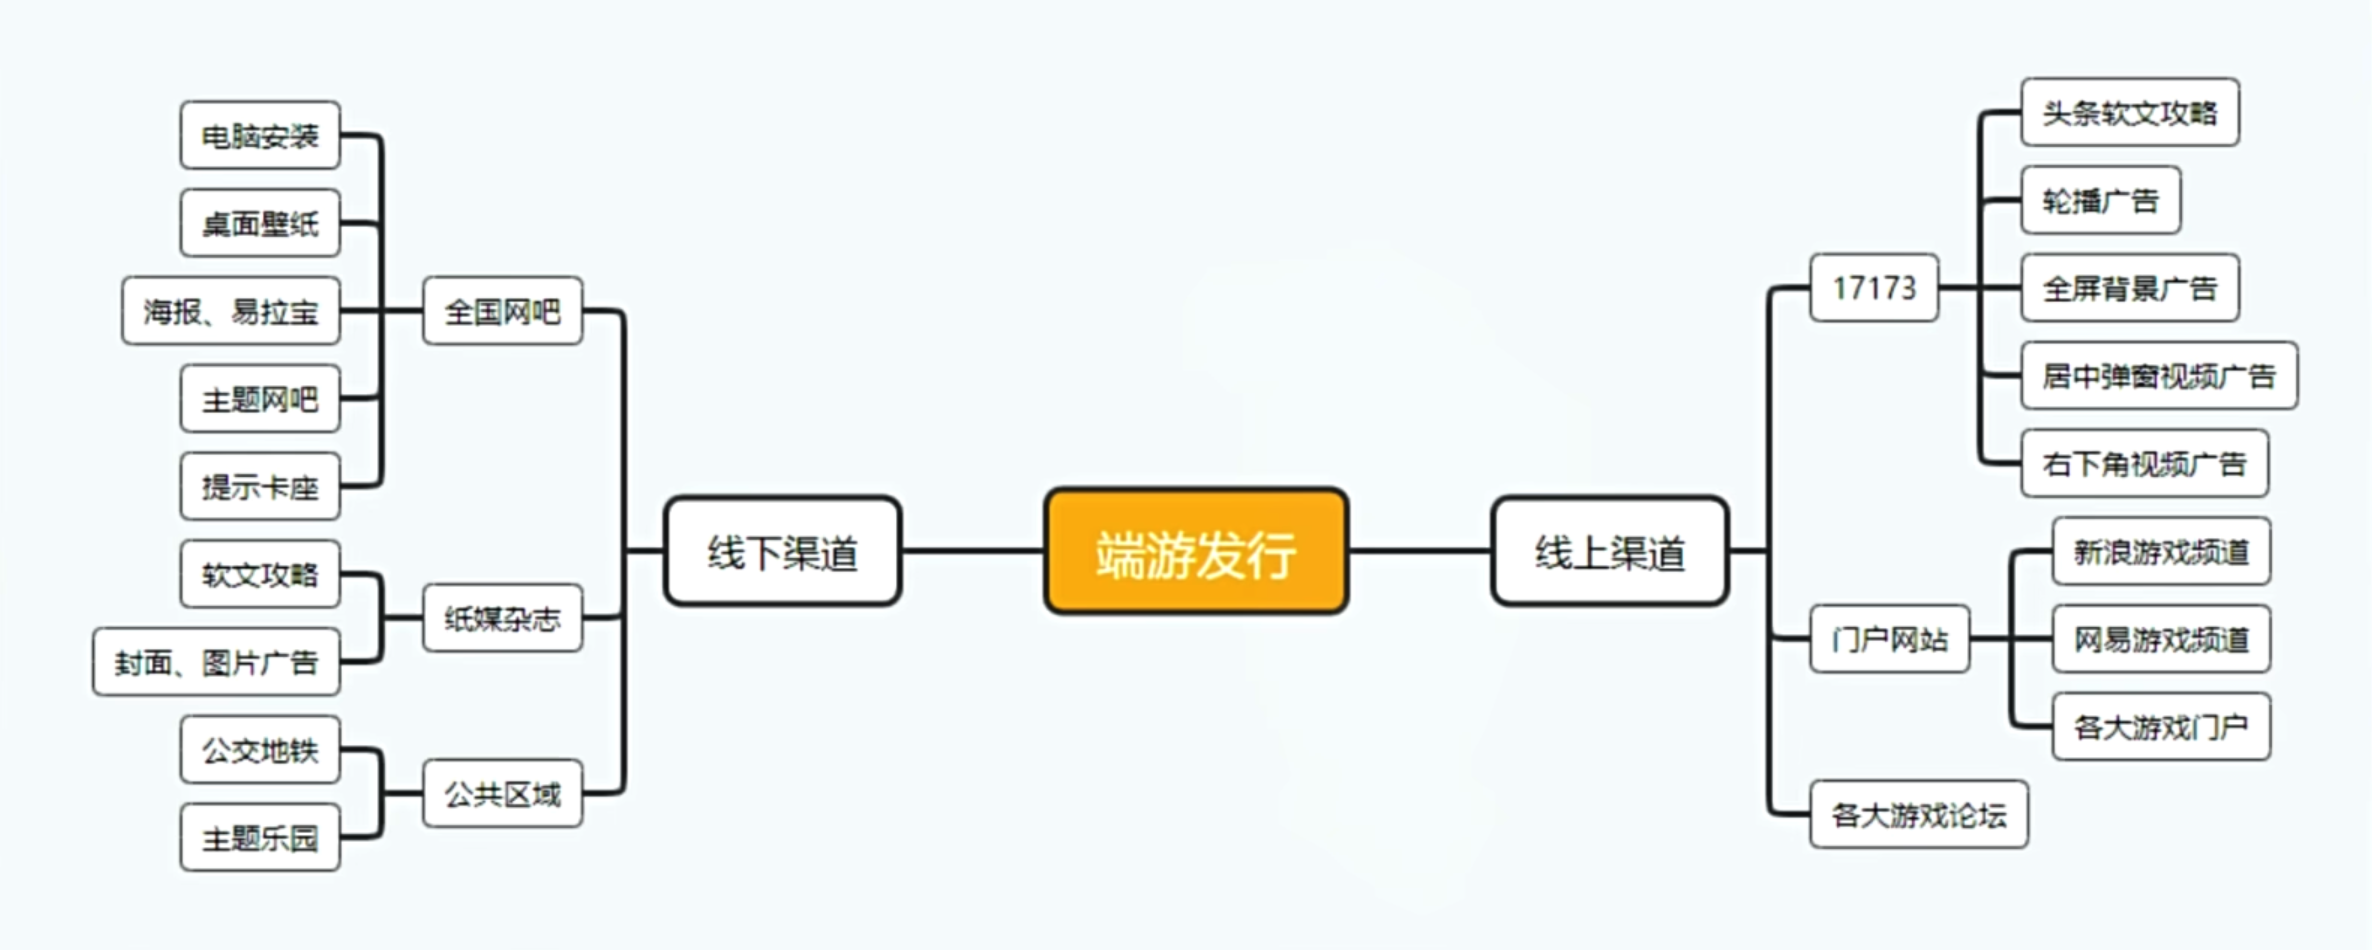 端游发行
线下渠道
全国网吧
电脑安装
桌面壁纸
海报、易拉宝
主题网吧
提示卡座
纸媒杂志
软文攻略
封面、图片广告
公共区域
公交地铁
主题乐园
线上渠道
17173
头条软文攻略
轮播广告
全屏背景广告
居中弹窗视频广告
右下角视频广告
门户网站
新浪游戏频道
网易游戏频道
各大游戏门户
各大游戏论坛